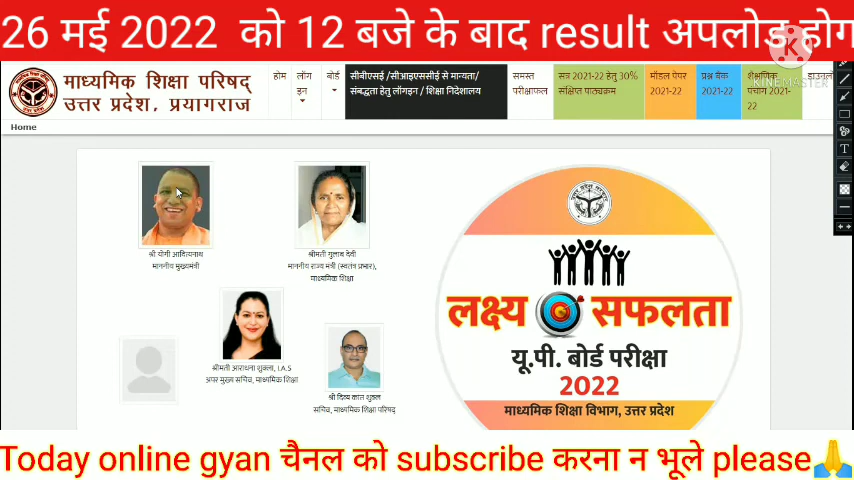 26 मई 2022 को 12 बजे के बाद result अपलोड होग
KINEMASTER
माध्यमिक शिक्षा परिषद्
उत्तर प्रदेश, प्रयागराज
होम
लॉग
इन
बोर्ड
सीबीएसई /सीआइएससीई से मान्यता/
संबद्धता हेतु लॉगइन / शिक्षा निदेशालय
समस्त
परीक्षाफल
सत्र 2021-22 हेतु 30%
संक्षिप्त पाठ्यक्रम
मॉडल पेपर
2021-22
प्रश्न बैंक
2021-22
शैक्षणिक
पंचांग 2021-
22
डाउनलो
Home
श्री योगी आदित्यनाथ
माननीय मुख्यमंत्री
श्रीमती गुलाब देवी
माननीय राज्य मंत्री (स्वतंत्र प्रभार),
माध्यमिक शिक्षा
श्रीमती आराधना शुक्ला, I.A.S
अपर मुख्य सचिव, माध्यमिक शिक्षा
श्री दिव्य कांत शुक्ल
सचिव, माध्यमिक शिक्षा परिषद्
लक्ष्य सफलता
यू.पी. बोर्ड परीक्षा
2022
माध्यमिक शिक्षा विभाग, उत्तर प्रदेश
Today online gyan चैनल को subscribe करना न भूले please🙏